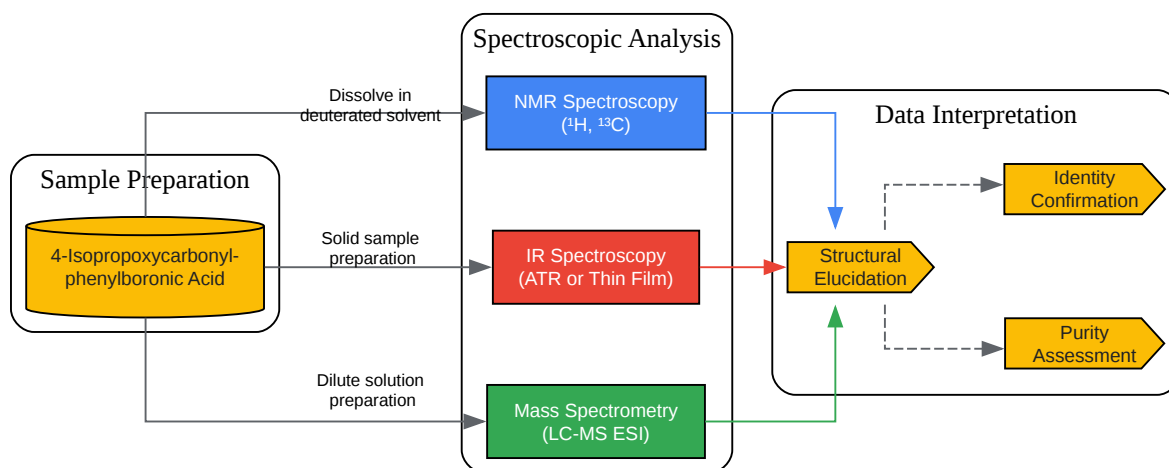 Sample Preparation
4-Isopropoxycarbonyl-
phenylboronic Acid
Dissolve in
deuterated solvent
Solid sample
preparation
Dilute solution
preparation
Spectroscopic Analysis
NMR Spectroscopy
(¹H, ¹³C)
IR Spectroscopy
(ATR or Thin Film)
Mass Spectrometry
(LC-MS ESI)
Data Interpretation
Structural
Elucidation
Identity
Confirmation
Purity
Assessment